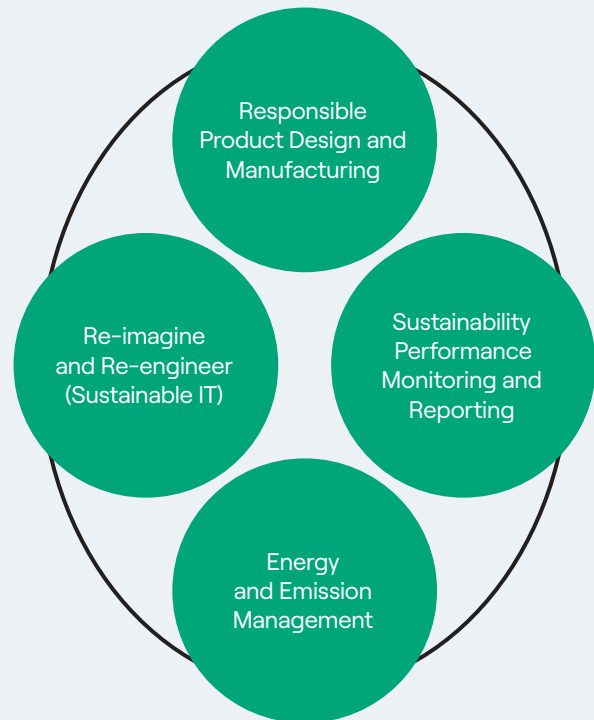 Responsible
Product Design and
Manufacturing
Re-imagine
and Re-engineer
(Sustainable IT)
Sustainability
Performance
Monitoring and
Reporting
Energy
and Emission
Management